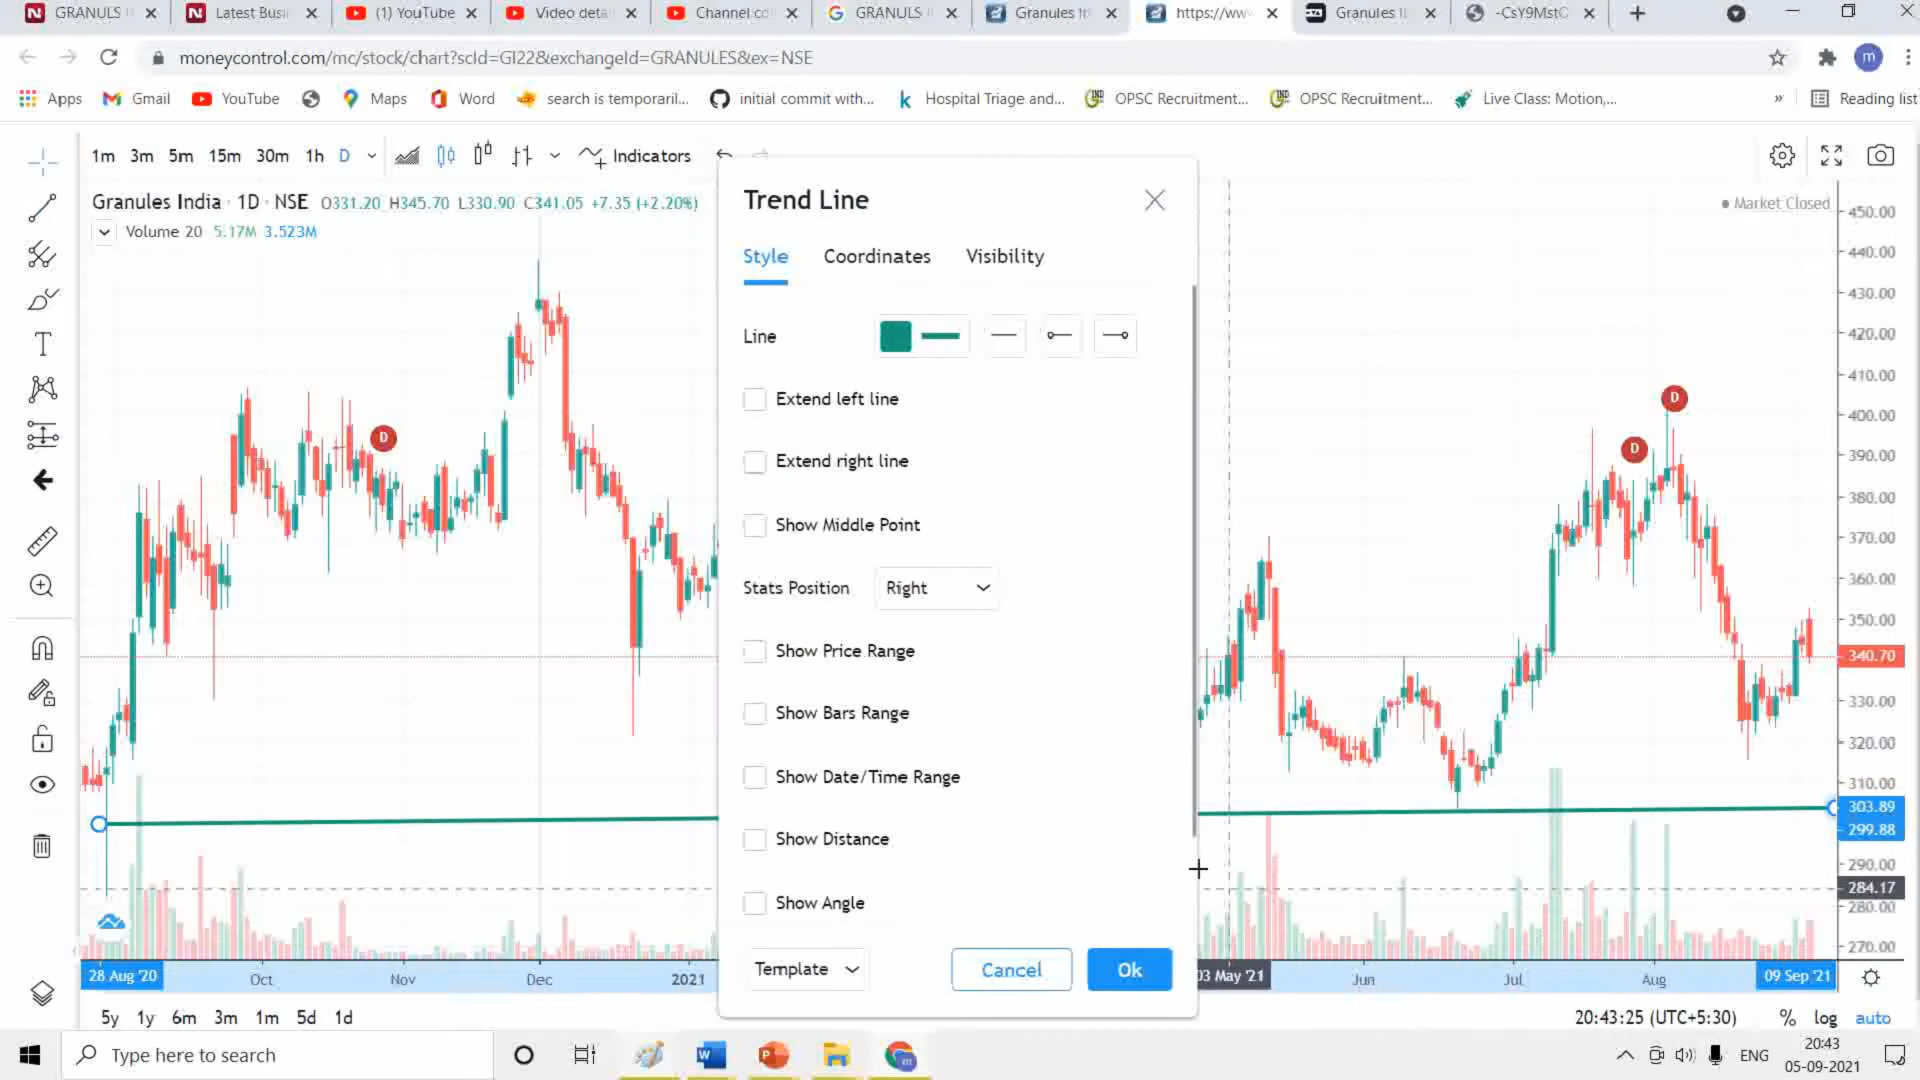 GRANULS
Latest Busi
(1) YouTube
Video deta
Channel co
GRANULS
Granules
https://ww
Granules
-CsY9Mst
moneycontrol.com/mc/stock/chart?scId=GI22&exchangeId=GRANULES&ex=NSE
m
Apps
Gmail
YouTube
Maps
Word
search is temporaril...
initial commit with...
Hospital Triage and...
OPSC Recruitment...
OPSC Recruitment...
Live Class: Motion,...
»
Reading list
1m 3m 5m 15m 30m 1h D
Indicators
Granules India · 1D · NSE O331.20 H345.70 L330.90 C341.05 +7.35 (+2.20%)
Volume 20 5.17M 3.523M
Market Closed
Trend Line
Style
Coordinates
Visibility
Line
Extend left line
Extend right line
Show Middle Point
Stats Position
Right
Show Price Range
Show Bars Range
Show Date/Time Range
Show Distance
Show Angle
Template
Cancel
Ok
D
D
D
450.00
440.00
430.00
420.00
410.00
400.00
390.00
380.00
370.00
360.00
350.00
340.70
330.00
320.00
310.00
303.89
299.88
290.00
284.17
280.00
270.00
28 Aug '20
Oct
Nov
Dec
2021
03 May '21
Jun
Jul
Aug
09 Sep '21
5y 1y 6m 3m 1m 5d 1d
20:43:25 (UTC+5:30)
% log auto
Type here to search
ENG
20:43
05-09-2021